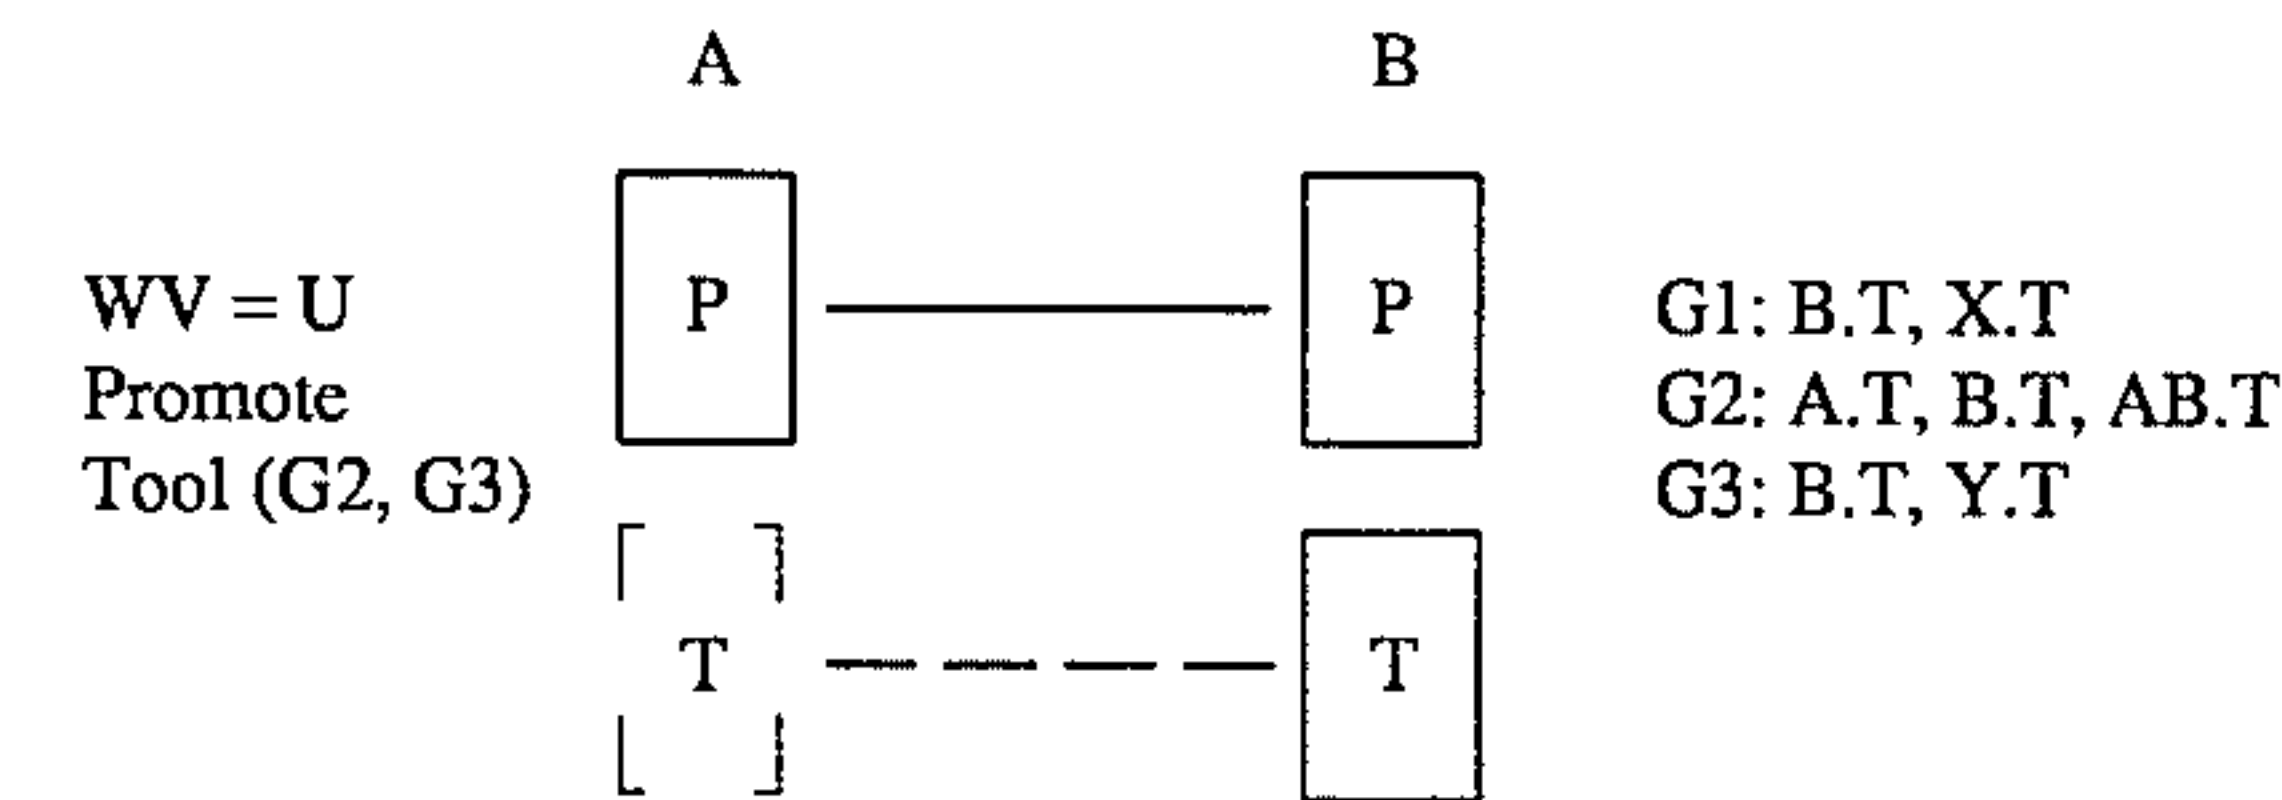 A B
WV = U
Promote
Tool (G2, G3)
P P
T T
G1: B.T, X.T
G2: A.T, B.T, AB.T
G3: B.T, Y.T